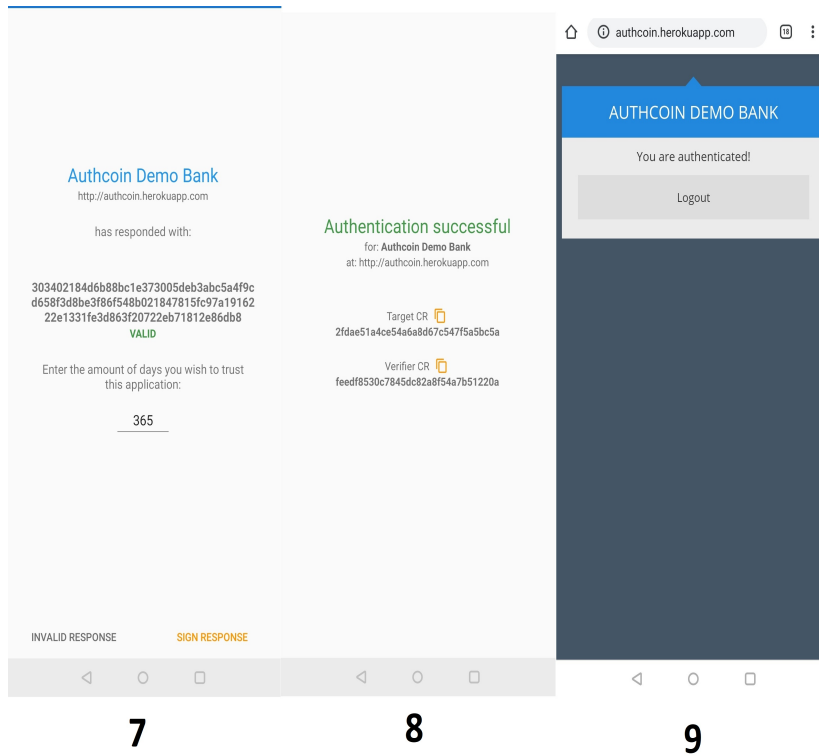 Authcoin Demo Bank
http://authcoin.herokuapp.com
has responded with:
303402184d6b88bc1e373005deb3abc5a4f9c
d658f3d8be3f86f548b021847815fc97a19162
22e1331fe3d863f20722eb71812e86db8
VALID
Enter the amount of days you wish to trust
this application:
365
INVALID RESPONSE
SIGN RESPONSE
7
Authentication successful
for: Authcoin Demo Bank
at: http://authcoin.herokuapp.com
Target CR
2fdae51a4ce54a6a8d67c547f5a5bc5a
Verifier CR
feedf8530c7845dc82a8f54a7b51220a
8
authcoin.herokuapp.com
18
AUTHCOIN DEMO BANK
You are authenticated!
Logout
9